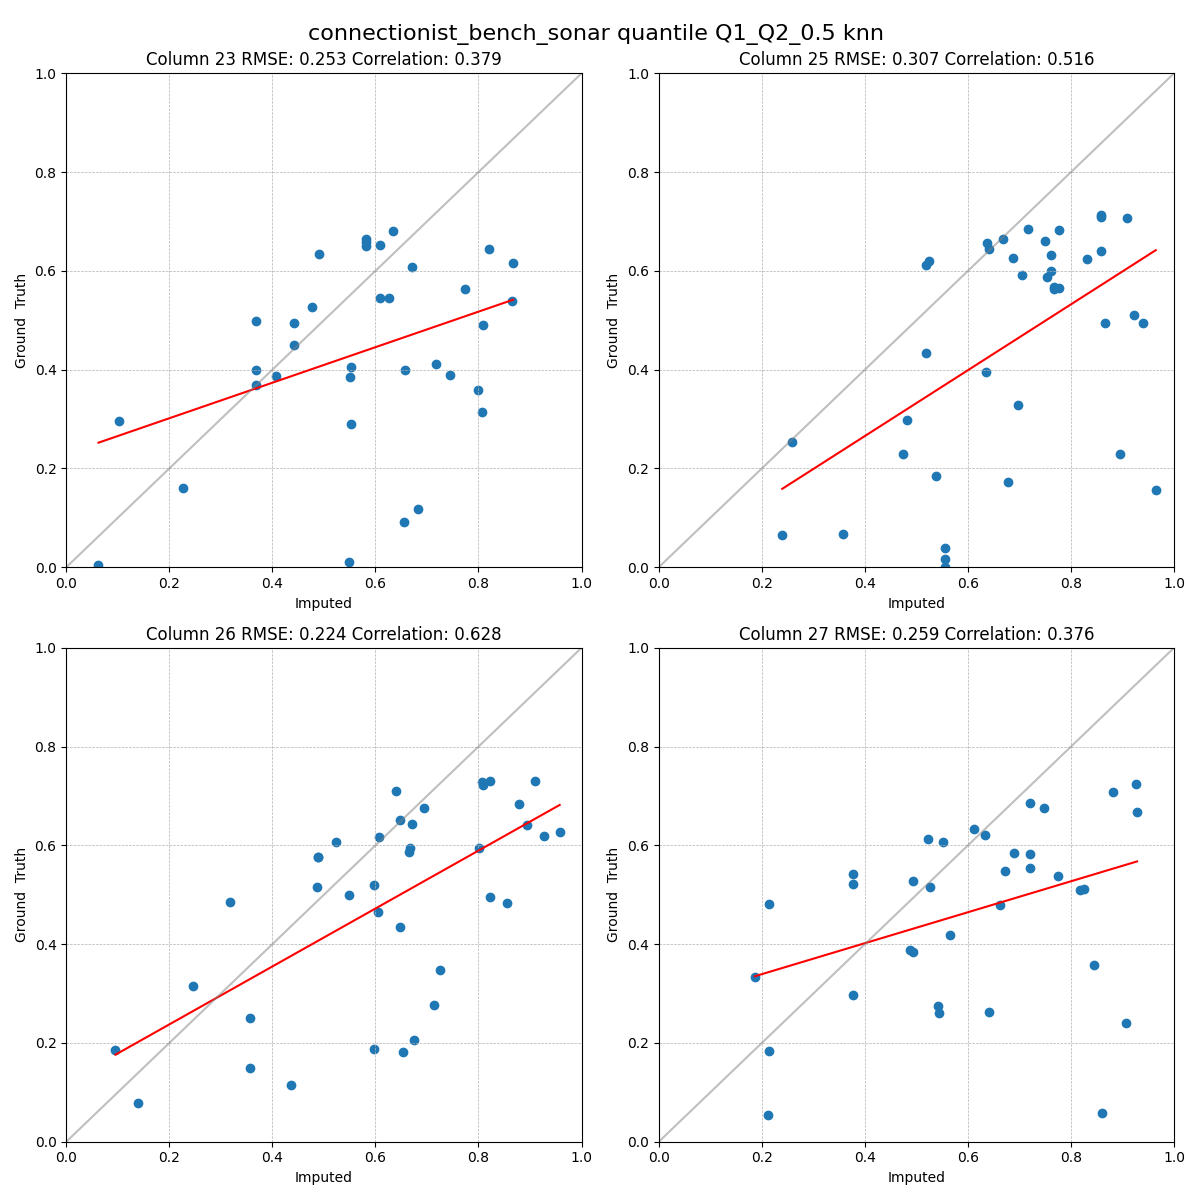 connectionist_bench_sonar quantile Q1_Q2_0.5 knn
Column 23 RMSE: 0.253 Correlation: 0.379
1.0
0.8
0.6
0.4
0.2
0.0
Ground Truth
0.0 0.2 0.4 0.6 0.8 1.0
Imputed
Column 25 RMSE: 0.307 Correlation: 0.516
1.0
0.8
0.6
0.4
0.2
0.0
Ground Truth
0.0 0.2 0.4 0.6 0.8 1.0
Imputed
Column 26 RMSE: 0.224 Correlation: 0.628
1.0
0.8
0.6
0.4
0.2
0.0
Ground Truth
0.0 0.2 0.4 0.6 0.8 1.0
Imputed
Column 27 RMSE: 0.259 Correlation: 0.376
1.0
0.8
0.6
0.4
0.2
0.0
Ground Truth
0.0 0.2 0.4 0.6 0.8 1.0
Imputed